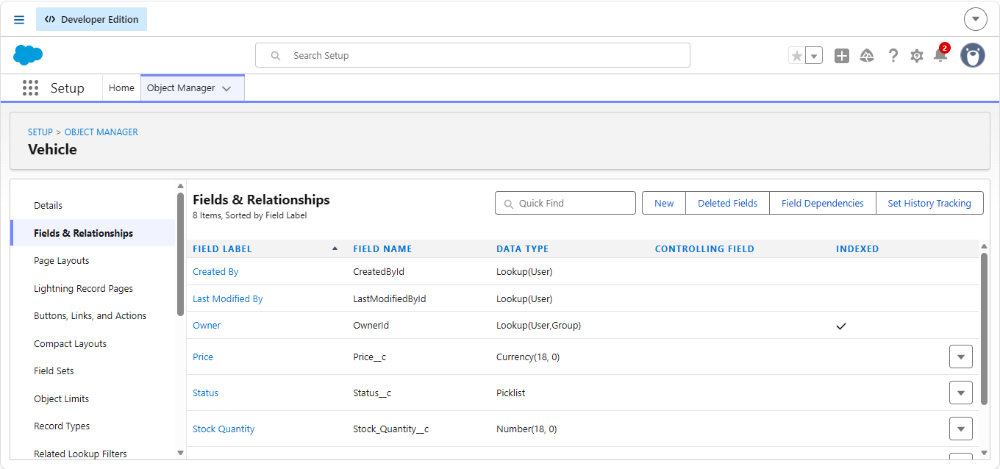 Developer Edition
Search Setup
2
Setup
Home
Object Manager
SETUP > OBJECT MANAGER
Vehicle
Details
Fields & Relationships
Page Layouts
Lightning Record Pages
Buttons, Links, and Actions
Compact Layouts
Field Sets
Object Limits
Record Types
Related Lookup Filters
Fields & Relationships
8 Items, Sorted by Field Label
Quick Find
New
Deleted Fields
Field Dependencies
Set History Tracking
FIELD LABEL FIELD NAME DATA TYPE CONTROLLING FIELD INDEXED
Created By CreatedById Lookup(User)
Last Modified By LastModifiedById Lookup(User)
Owner OwnerId Lookup(User,Group)
Price Price__c Currency(18, 0)
Status Status__c Picklist
Stock Quantity Stock_Quantity__c Number(18, 0)